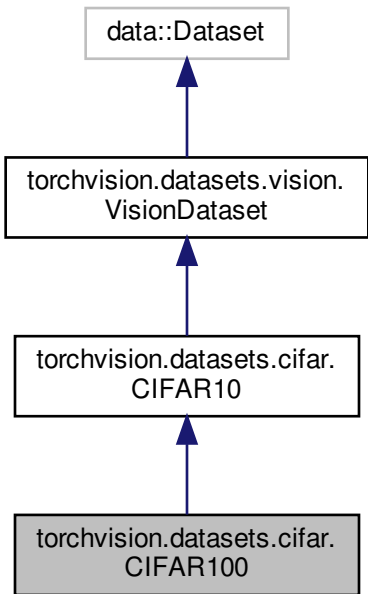 data::Dataset
torchvision.datasets.vision.
VisionDataset
torchvision.datasets.cifar.
CIFAR10
torchvision.datasets.cifar.
CIFAR100